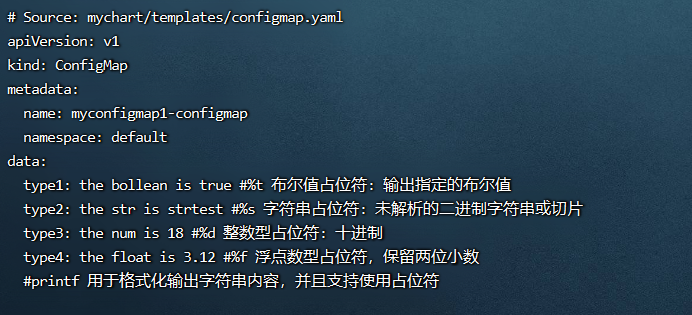 # Source: mychart/templates/configmap.yaml
apiVersion: v1
kind: ConfigMap
metadata:
  name: myconfigmap1-configmap
  namespace: default
data:
  type1: the bollean is true #%t 布尔值占位符：输出指定的布尔值
  type2: the str is strtest #%s 字符串占位符：未解析的二进制字符串或切片
  type3: the num is 18 #%d 整数型占位符：十进制
  type4: the float is 3.12 #%f 浮点数型占位符，保留两位小数
  #printf 用于格式化输出字符串内容，并且支持使用占位符